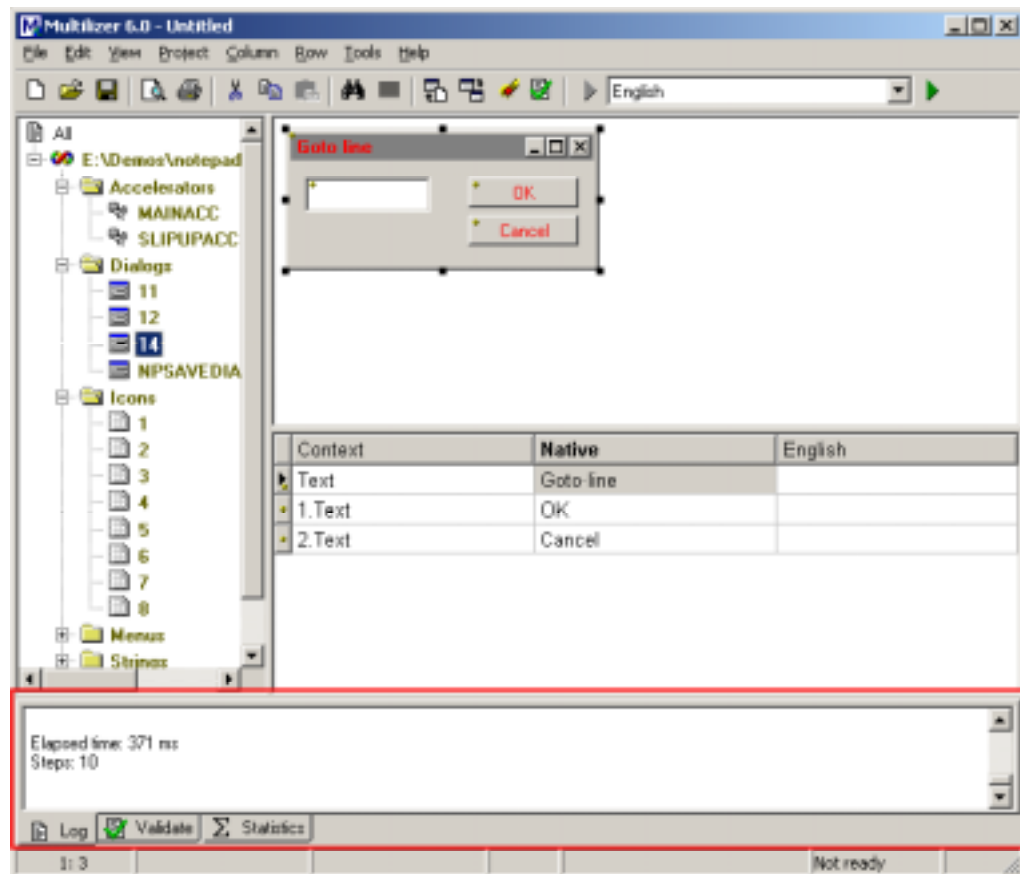 Multilizer 6.0 - Untitled
File Edit View Project Column Row Tools Help
English
All
E:\Demos\notepad
Accelerators
MAINACC
SLIPUPACC
Dialogs
11
12
14
NPSAVEDIA
Icons
1
2
3
4
5
6
7
8
Menus
Strings
Goto line
OK
Cancel
Context Native English
Text Goto line
1.Text OK
2.Text Cancel
Elapsed time: 371 ms
Steps: 10
Log Validate Statistics
1: 3 Not ready